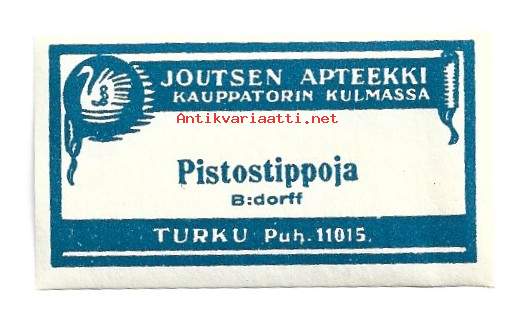 JOUTSEN APTEEKKI
KAUPPATORIN KULMASSA
Antikvariaatti.net
Pistostippoja
B:dorff
TURKU Puh. 11015.